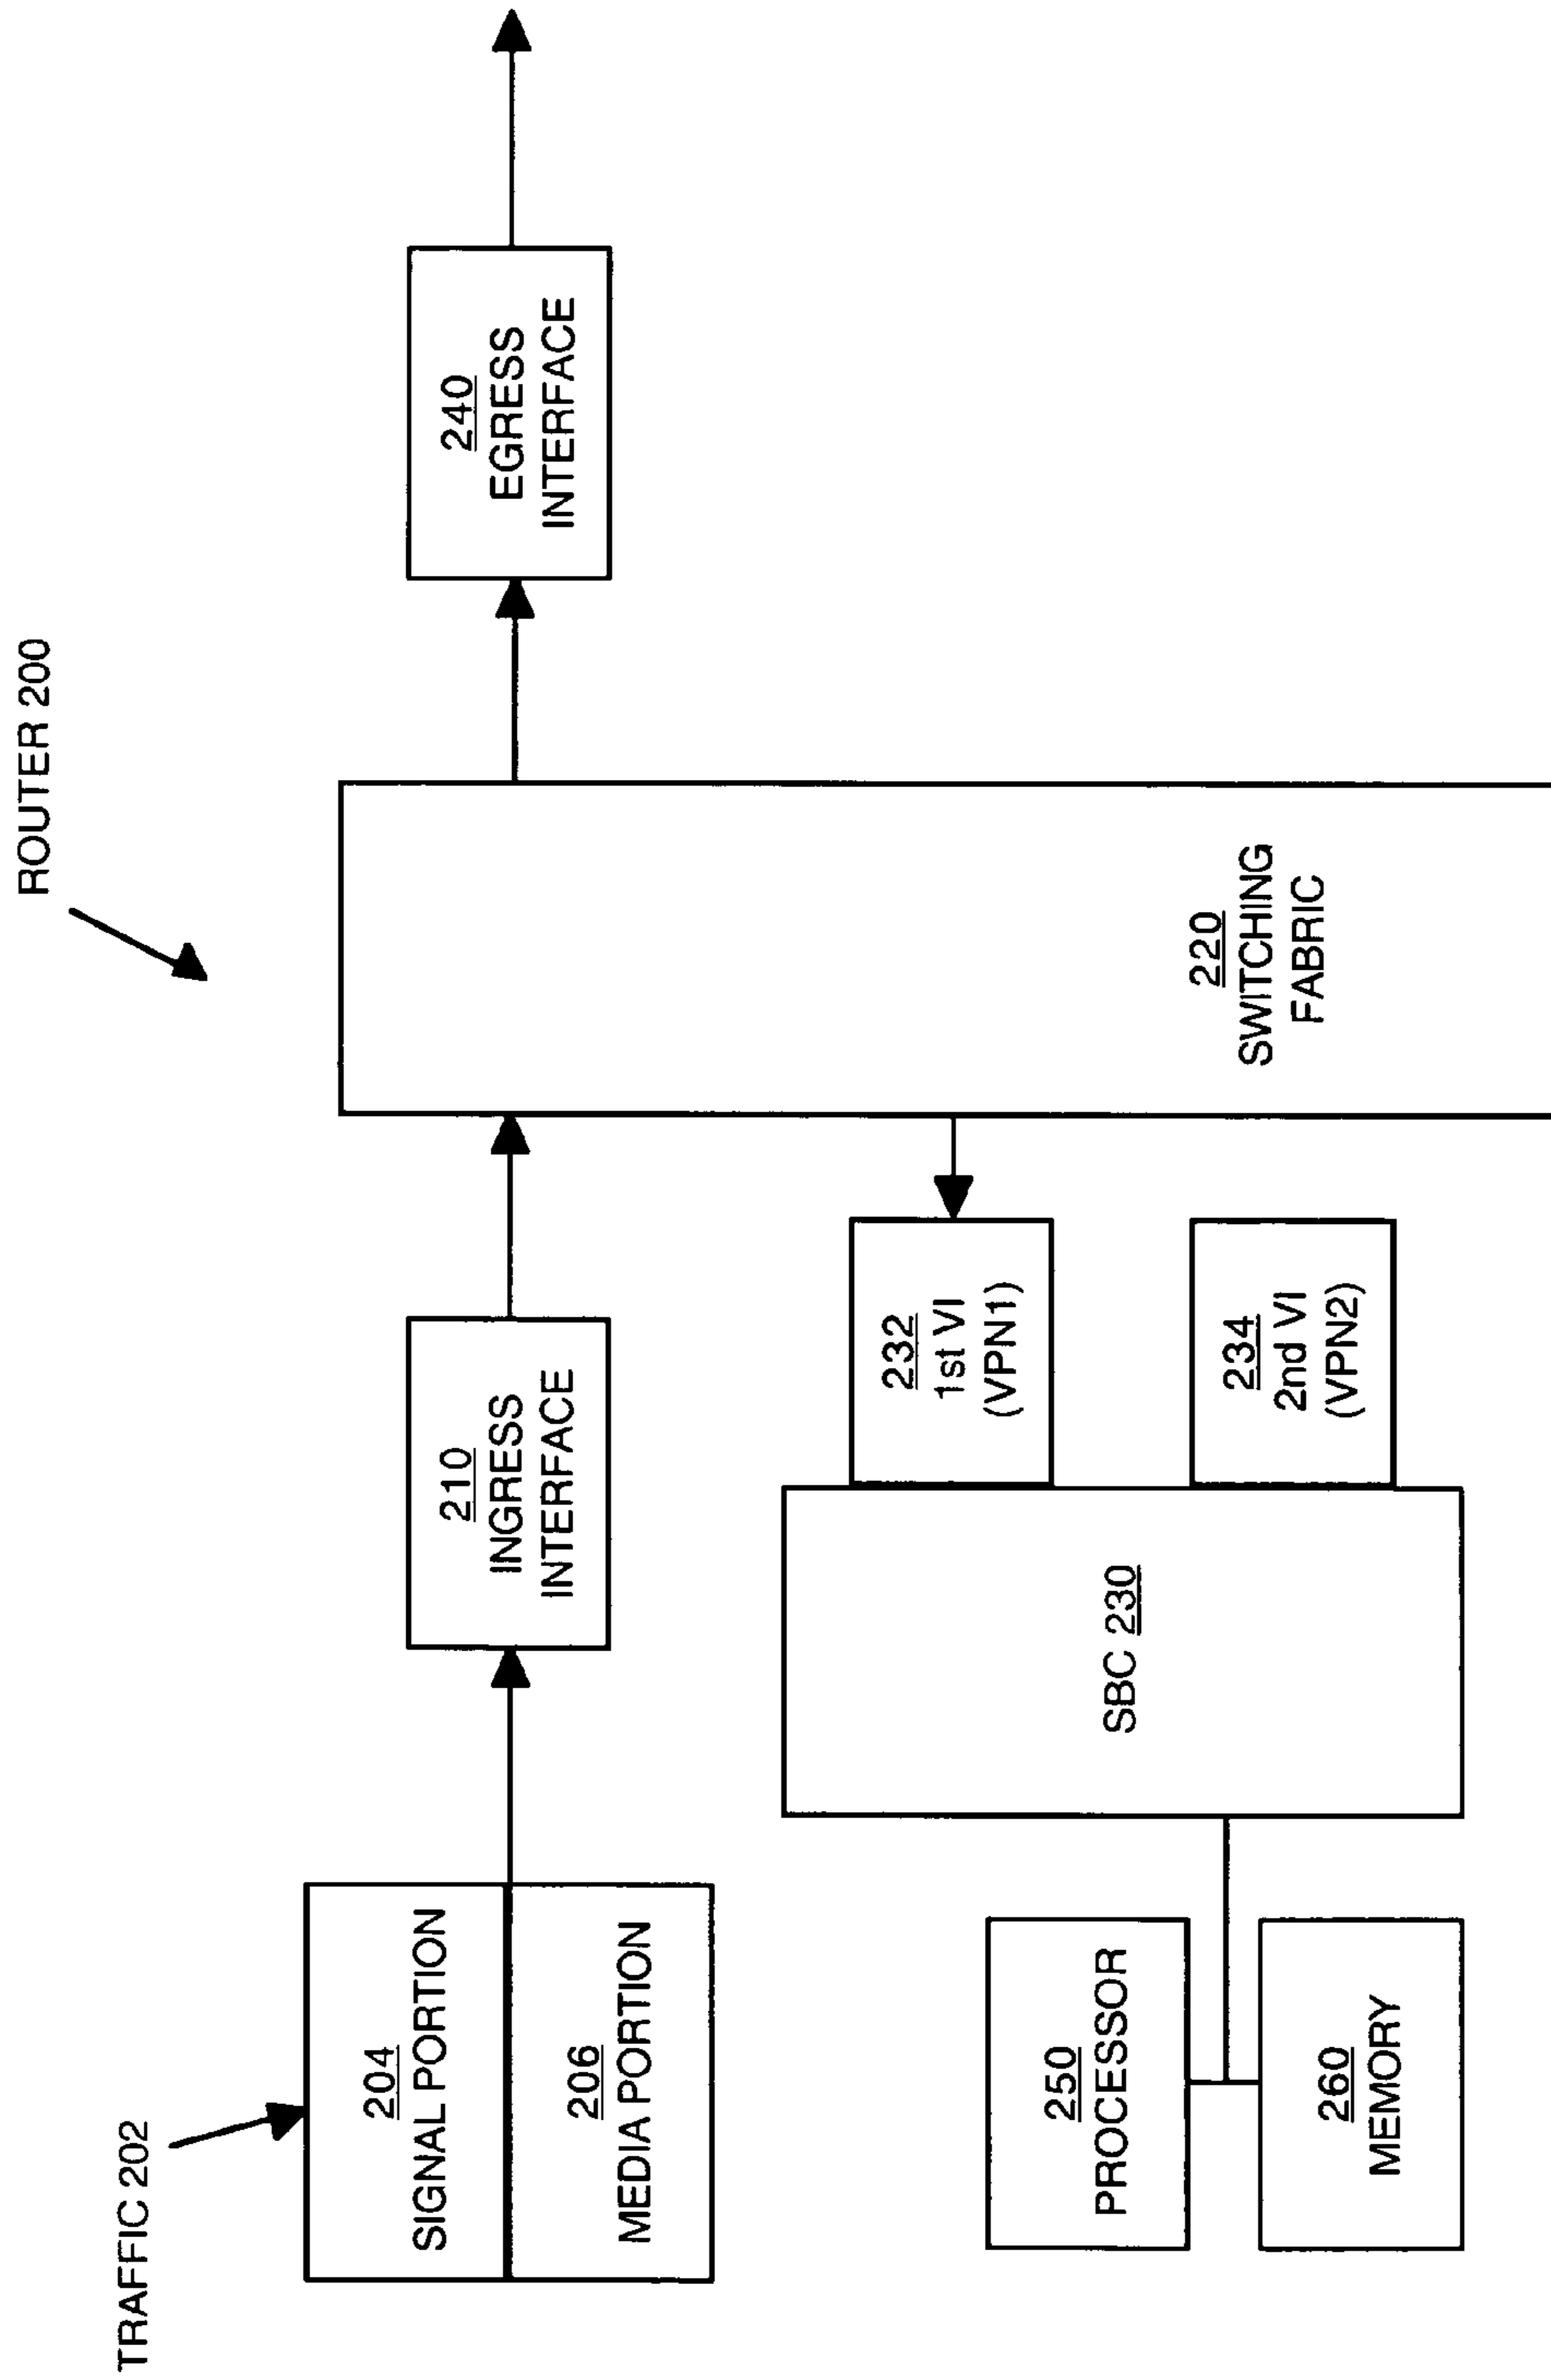 ROUTER 200
TRAFFIC 202
204
SIGNAL PORTION
206
MEDIA PORTION
210
INGRESS
INTERFACE
240
EGRESS
INTERFACE
220
SWITCHING
FABRIC
232
1st VI
(VPN1)
234
2nd VI
(VPN2)
SBC 230
250
PROCESSOR
260
MEMORY